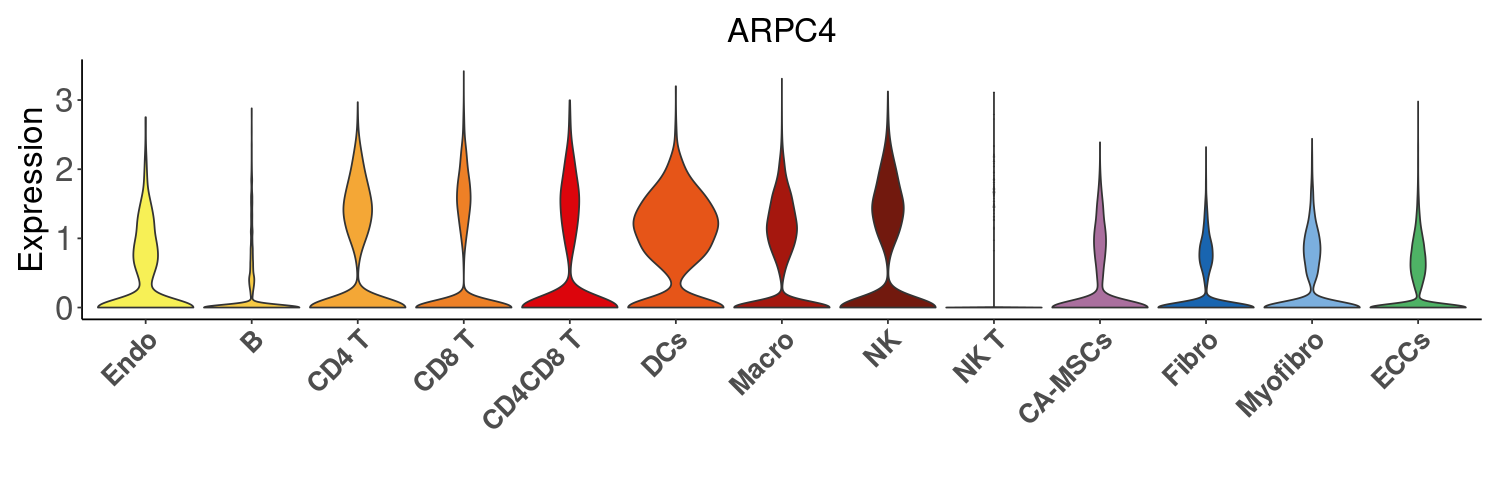 ARPC4
Expression
3
2
1
0
Endo
B
CD4 T
CD8 T
CD4CD8 T
DCs
Macro
NK
NK T
CA-MSCs
Fibro
Myofibro
ECCs